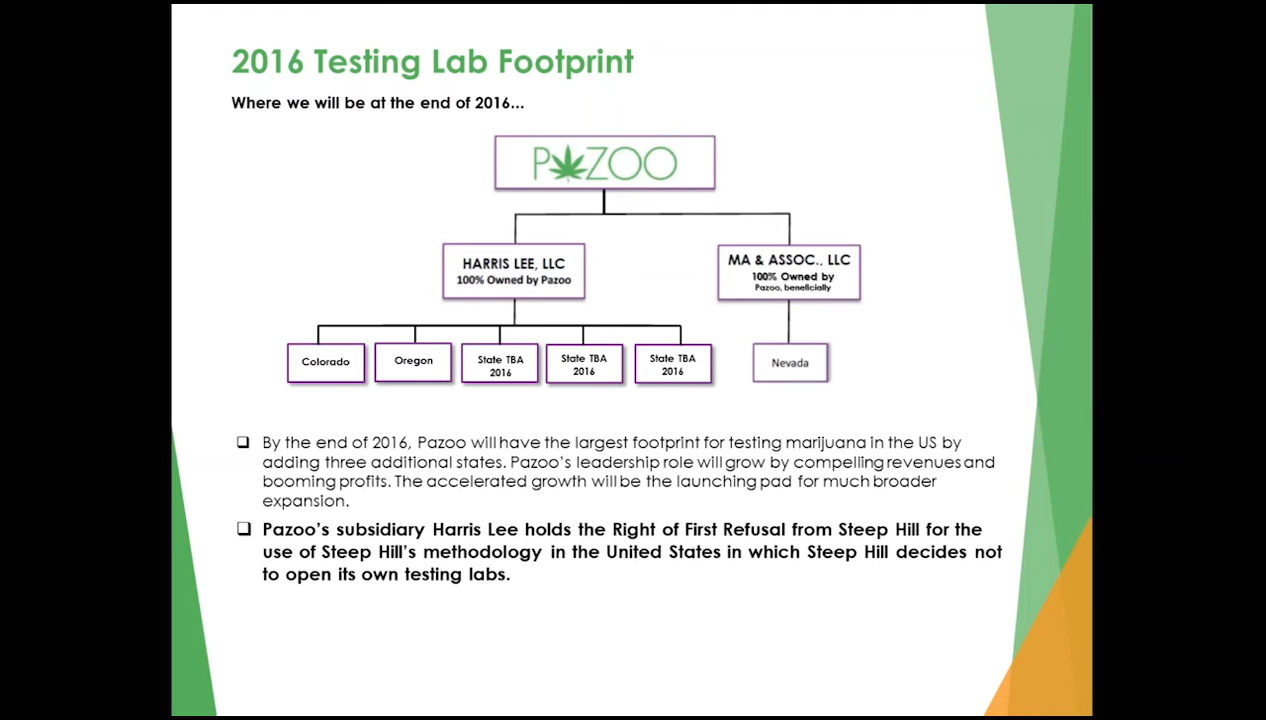 2016 Testing Lab Footprint
Where we will be at the end of 2016...
PAZOO
HARRIS LEE, LLC
100% Owned by Pazoo
MA & ASSOC., LLC
100% Owned by
Pazoo, beneficially
Colorado
Oregon
State TBA
2016
State TBA
2016
State TBA
2016
Nevada
❑ By the end of 2016, Pazoo will have the largest footprint for testing marijuana in the US by
adding three additional states. Pazoo’s leadership role will grow by compelling revenues and
booming profits. The accelerated growth will be the launching pad for much broader
expansion.
❑ Pazoo’s subsidiary Harris Lee holds the Right of First Refusal from Steep Hill for the
use of Steep Hill’s methodology in the United States in which Steep Hill decides not
to open its own testing labs.